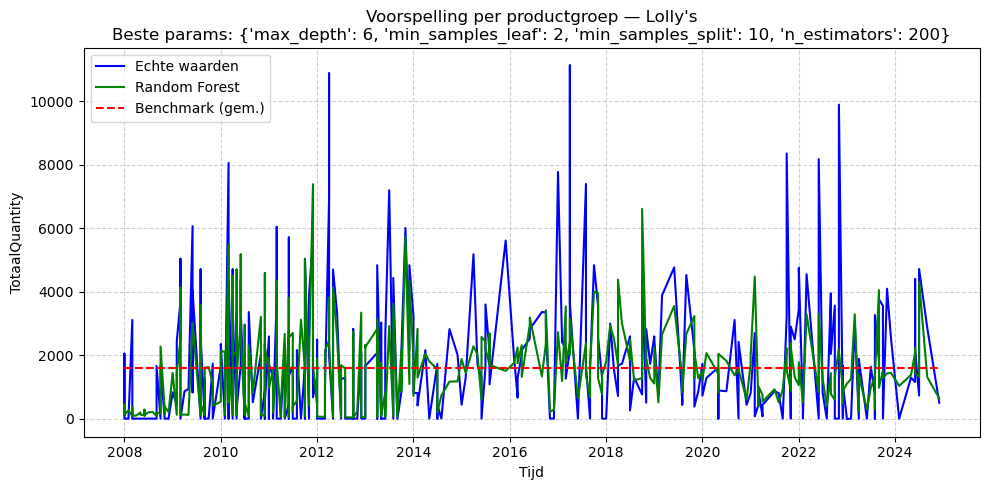 Voorspelling per productgroep — Lolly's
Beste params: {'max_depth': 6, 'min_samples_leaf': 2, 'min_samples_split': 10, 'n_estimators': 200}
Echte waarden
Random Forest
Benchmark (gem.)
TotaalQuantity
10000
8000
6000
4000
2000
0
2008 2010 2012 2014 2016 2018 2020 2022 2024
Tijd